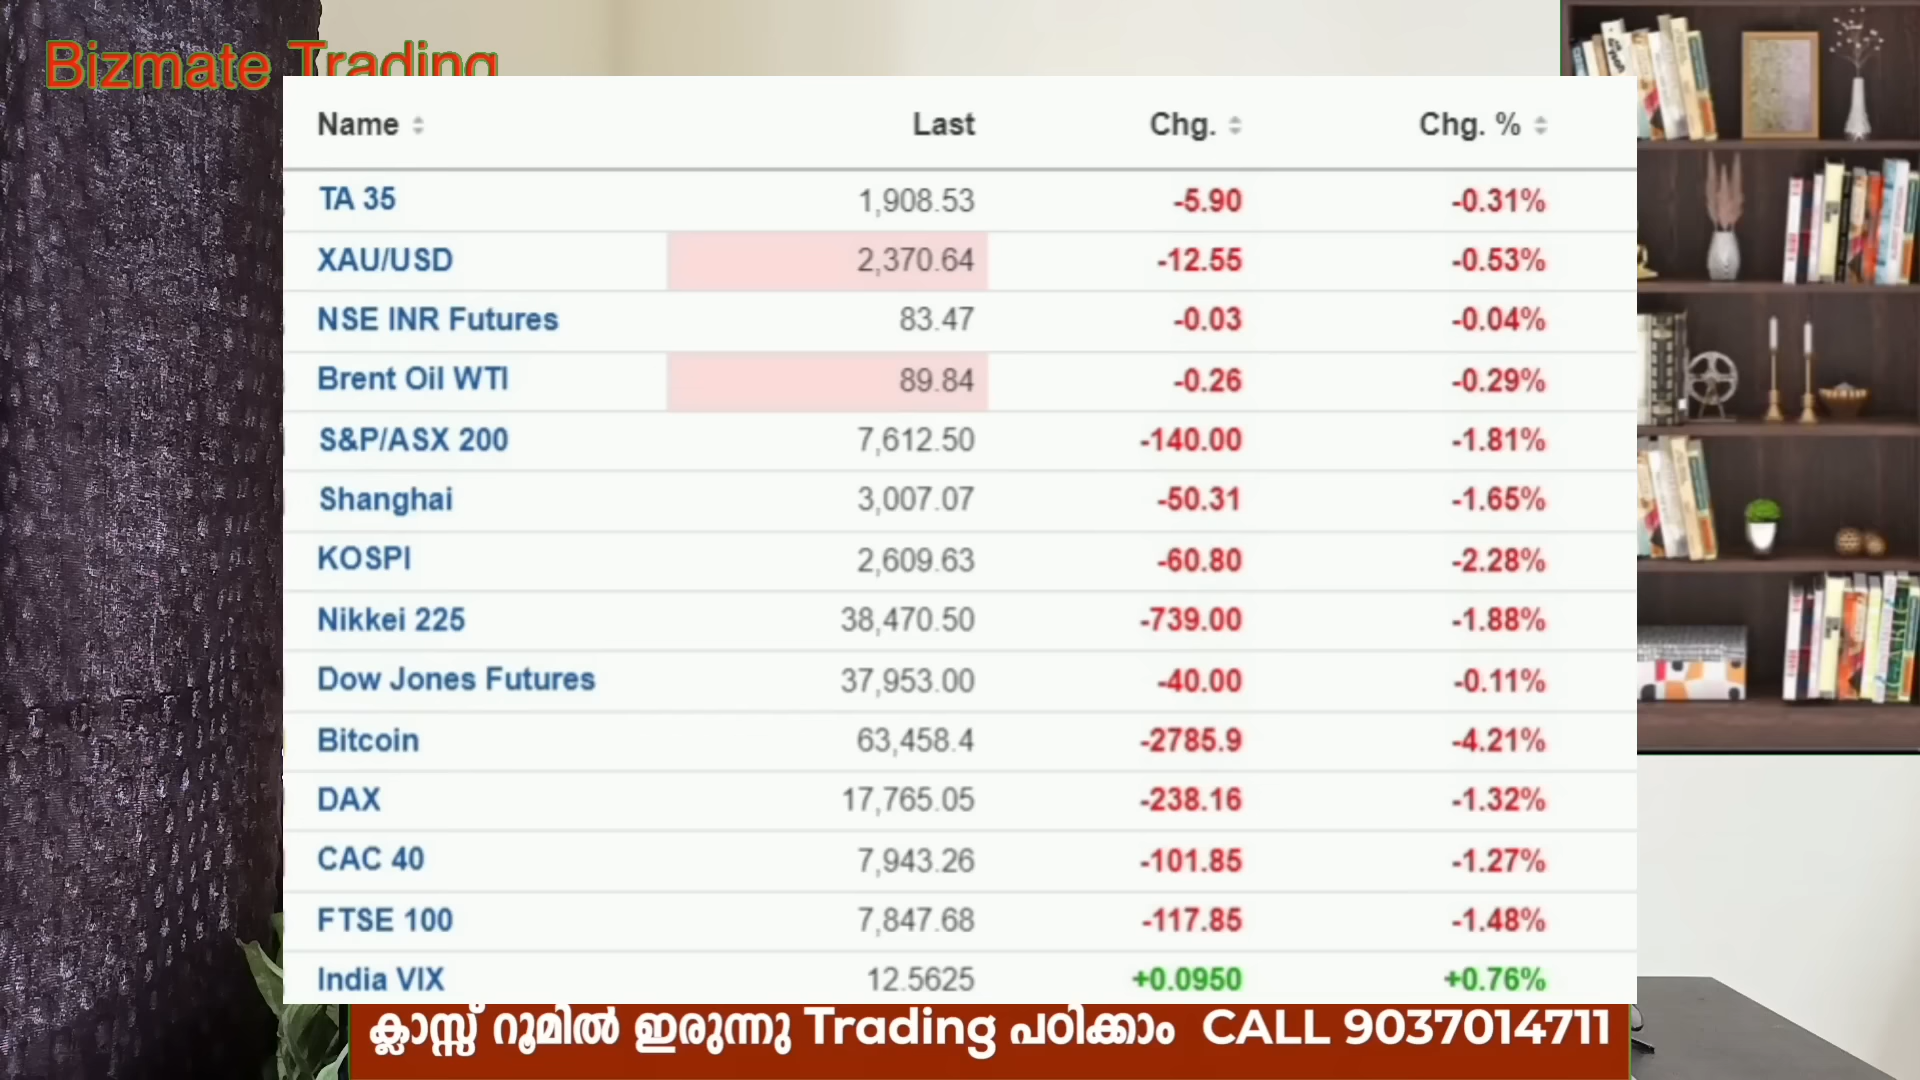 Bizmate Trading
Name Last Chg. Chg. %
TA 35 1,908.53 -5.90 -0.31%
XAU/USD 2,370.64 -12.55 -0.53%
NSE INR Futures 83.47 -0.03 -0.04%
Brent Oil WTI 89.84 -0.26 -0.29%
S&P/ASX 200 7,612.50 -140.00 -1.81%
Shanghai 3,007.07 -50.31 -1.65%
KOSPI 2,609.63 -60.80 -2.28%
Nikkei 225 38,470.50 -739.00 -1.88%
Dow Jones Futures 37,953.00 -40.00 -0.11%
Bitcoin 63,458.4 -2785.9 -4.21%
DAX 17,765.05 -238.16 -1.32%
CAC 40 7,943.26 -101.85 -1.27%
FTSE 100 7,847.68 -117.85 -1.48%
India VIX 12.5625 +0.0950 +0.76%
ക്ലാസ്സ് റൂമിൽ ഇരുന്നു Trading പഠിക്കാം CALL 9037014711